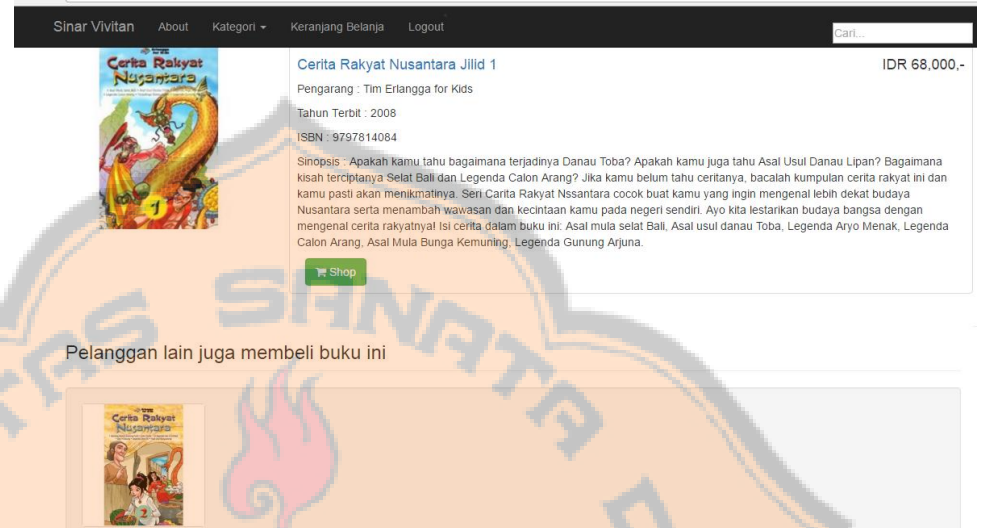 Sinar Vivitan About Kategori Keranjang Belanja Logout Cari...
Cerita Rakyat
Nusantara
1
Cerita Rakyat Nusantara Jilid 1 IDR 68,000,-
Pengarang : Tim Erlangga for Kids
Tahun Terbit : 2008
ISBN : 9797814084
Sinopsis : Apakah kamu tahu bagaimana terjadinya Danau Toba? Apakah kamu juga tahu Asal Usul Danau Lipan? Bagaimana
kisah terciptanya Selat Bali dan Legenda Calon Arang? Jika kamu belum tahu ceritanya, bacalah kumpulan cerita rakyat ini dan
kamu pasti akan menikmatinya. Seri Carita Rakyat Nssantara cocok buat kamu yang ingin mengenal lebih dekat budaya
Nusantara serta menambah wawasan dan kecintaan kamu pada negeri sendiri. Ayo kita lestarikan budaya bangsa dengan
mengenal cerita rakyatnya! Isi cerita dalam buku ini: Asal mula selat Bali, Asal usul danau Toba, Legenda Aryo Menak, Legenda
Calon Arang, Asal Mula Bunga Kemuning, Legenda Gunung Arjuna.
Shop
Pelanggan lain juga membeli buku ini
Cerita Rakyat
Nusantara
2
TAS SANATA D